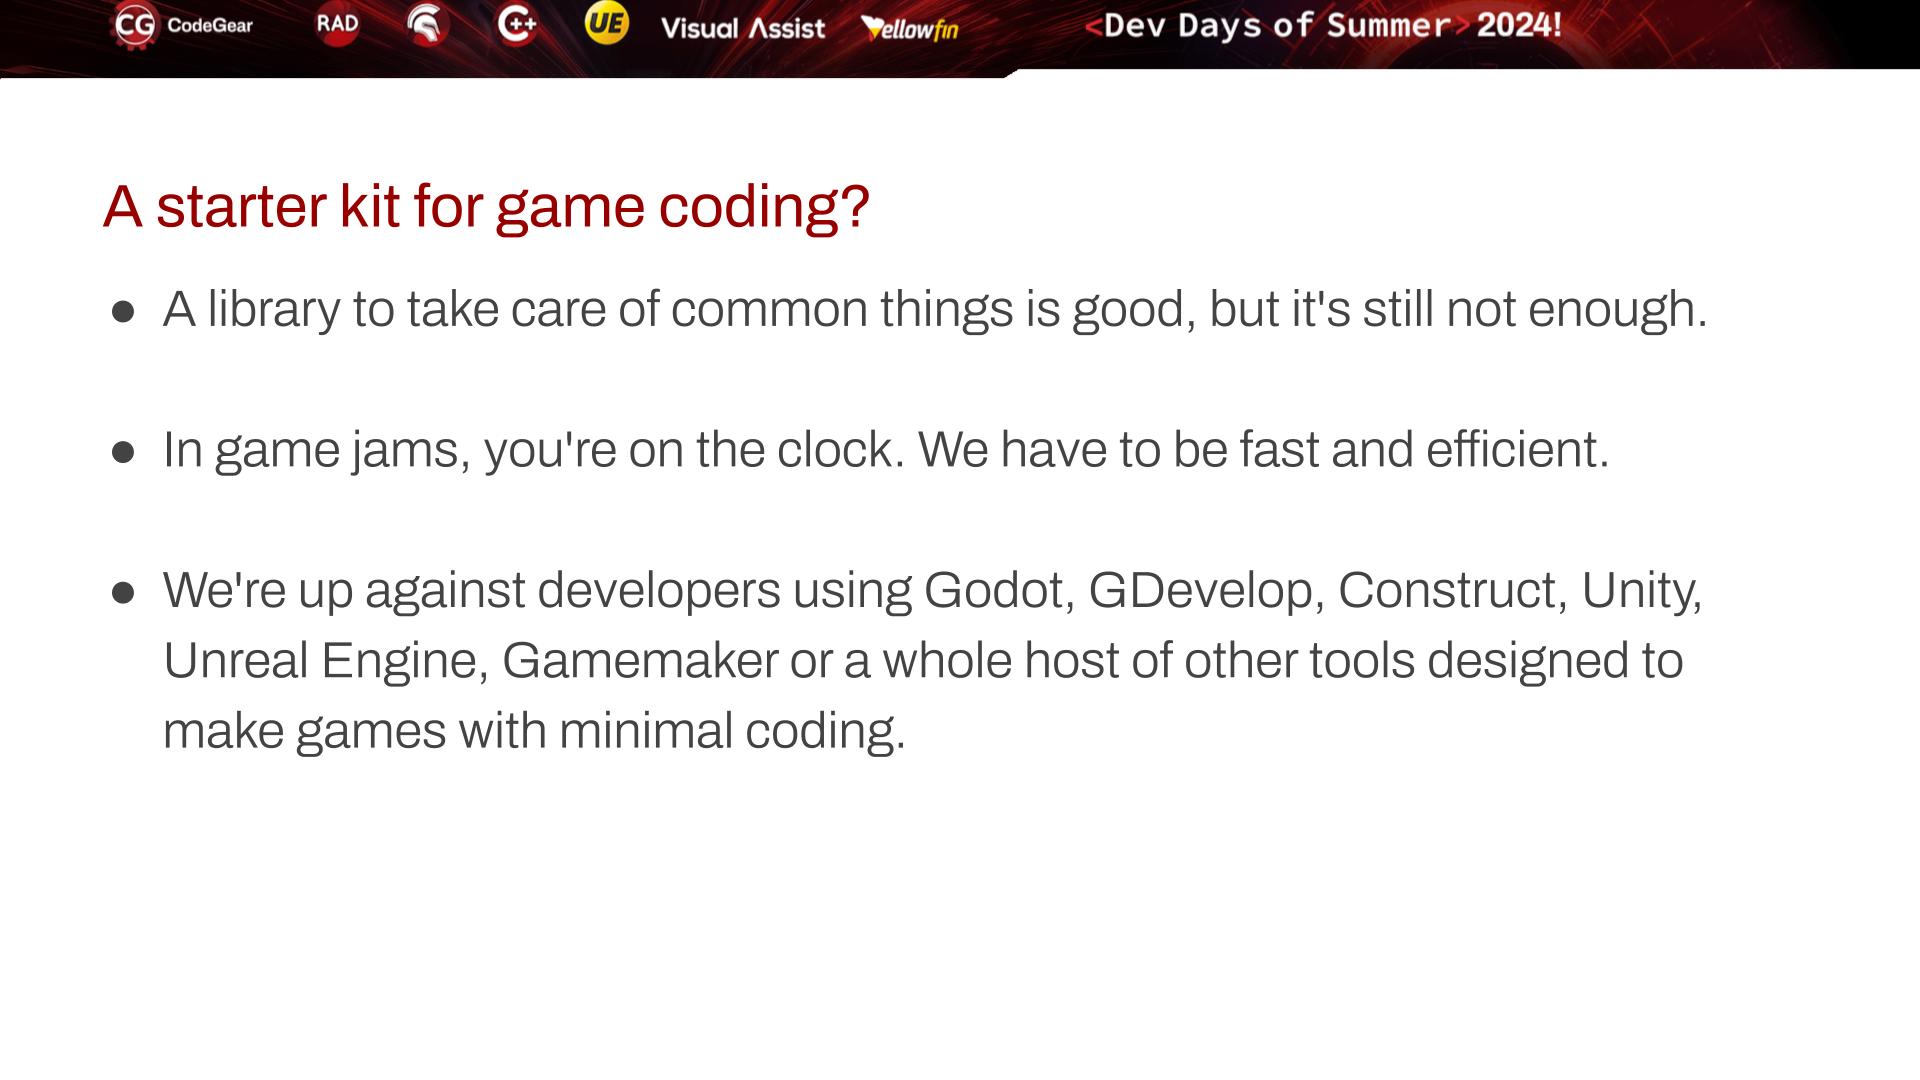 CG CodeGear RAD C++ UE Visual Assist Yellowfin <Dev Days of Summer> 2024!
A starter kit for game coding?
● A library to take care of common things is good, but it's still not enough.
● In game jams, you're on the clock. We have to be fast and efficient.
● We're up against developers using Godot, GDevelop, Construct, Unity,
Unreal Engine, Gamemaker or a whole host of other tools designed to
make games with minimal coding.